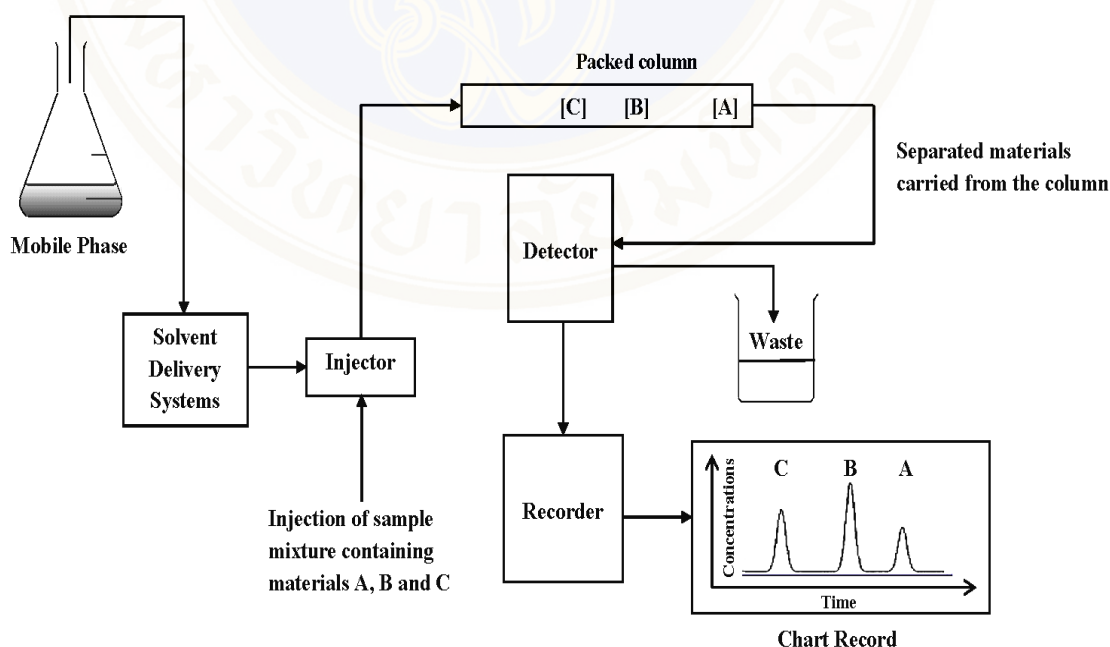 Packed column
[C] [B] [A]
Separated materials
carried from the column
Mobile Phase
Detector
Solvent
Delivery
Systems
Injector
Waste
Injection of sample
mixture containing
materials A, B and C
Recorder
C B A
Concentrations
Time
Chart Record